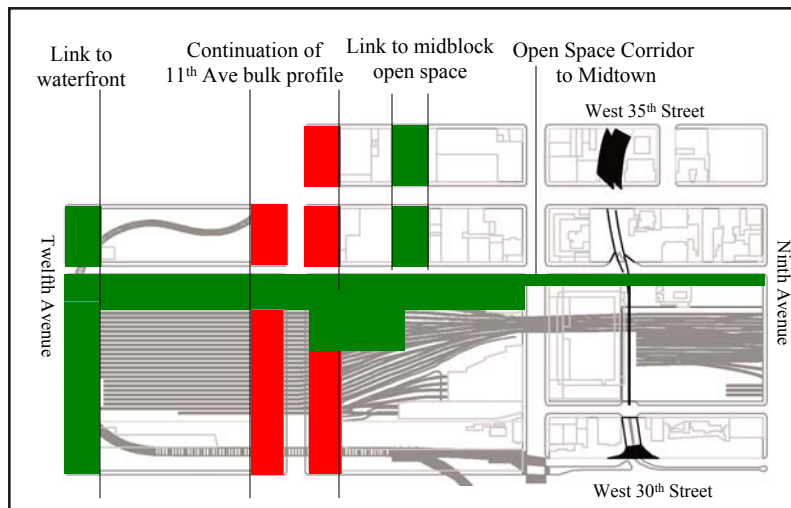 Link to
waterfront
Continuation of
11th Ave bulk profile
Link to midblock
open space
Open Space Corridor
to Midtown
West 35th Street
Twelfth Avenue
Ninth Avenue
West 30th Street